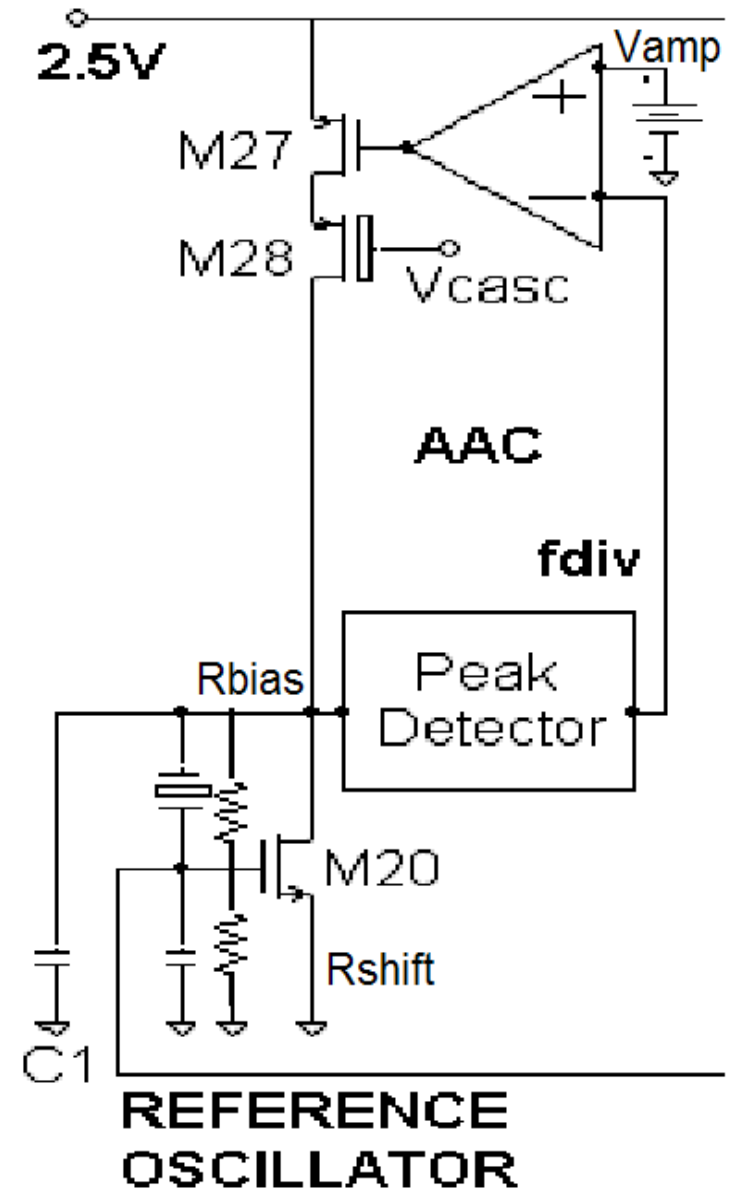 2.5V
Vamp
M27
M28
Vcasc
AAC
fdiv
Rbias
Peak
Detector
M20
Rshift
C1
REFERENCE
OSCILLATOR